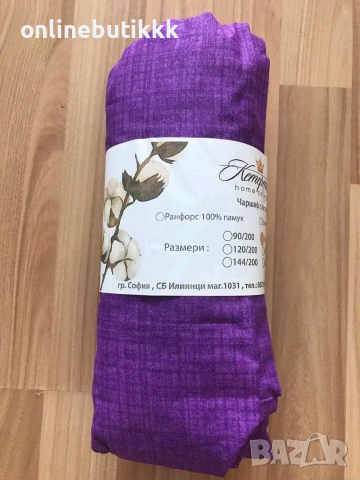 onlinebutikkk
home
Чаршаф с
Ранфорс 100% памук
Размери :
90/200
120/200
144/200
гр. София , СБ Илиянци маг.1031 , тел.:
BAZAR